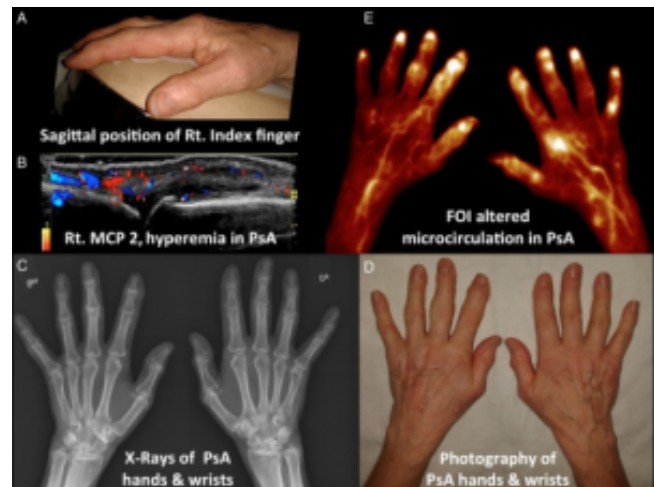 A
Sagittal position of Rt. Index finger
B
Rt. MCP 2, hyperemia in PsA
E
FOI altered
microcirculation in PsA
C
X-Rays of PsA
hands & wrists
D
Photography of
PsA hands & wrists